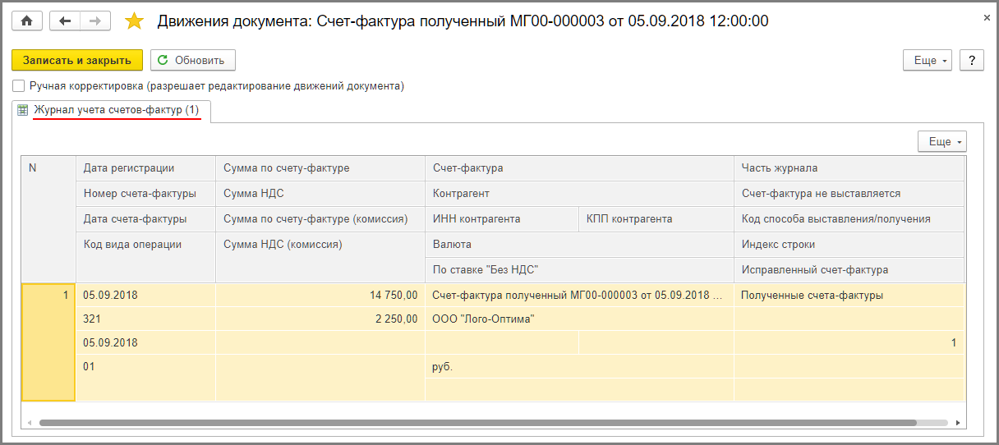 Движения документа: Счет-фактура полученный МГ00-000003 от 05.09.2018 12:00:00
Записать и закрыть Обновить Еще ?
Ручная корректировка (разрешает редактирование движений документа)
Журнал учета счетов-фактур (1)
Еще
N Дата регистрации Сумма по счету-фактуре Счет-фактура Часть журнала
Номер счета-фактуры Сумма НДС Контрагент Счет-фактура не выставляется
Дата счета-фактуры Сумма по счету-фактуре (комиссия) ИНН контрагента КПП контрагента Код способа выставления/получения
Код вида операции Сумма НДС (комиссия) Валюта Индекс строки
По ставке "Без НДС" Исправленный счет-фактура
1 05.09.2018 14 750,00 Счет-фактура полученный МГ00-000003 от 05.09.2018 ... Полученные счета-фактуры
321 2 250,00 ООО "Лого-Оптима"
05.09.2018 1
01 руб.